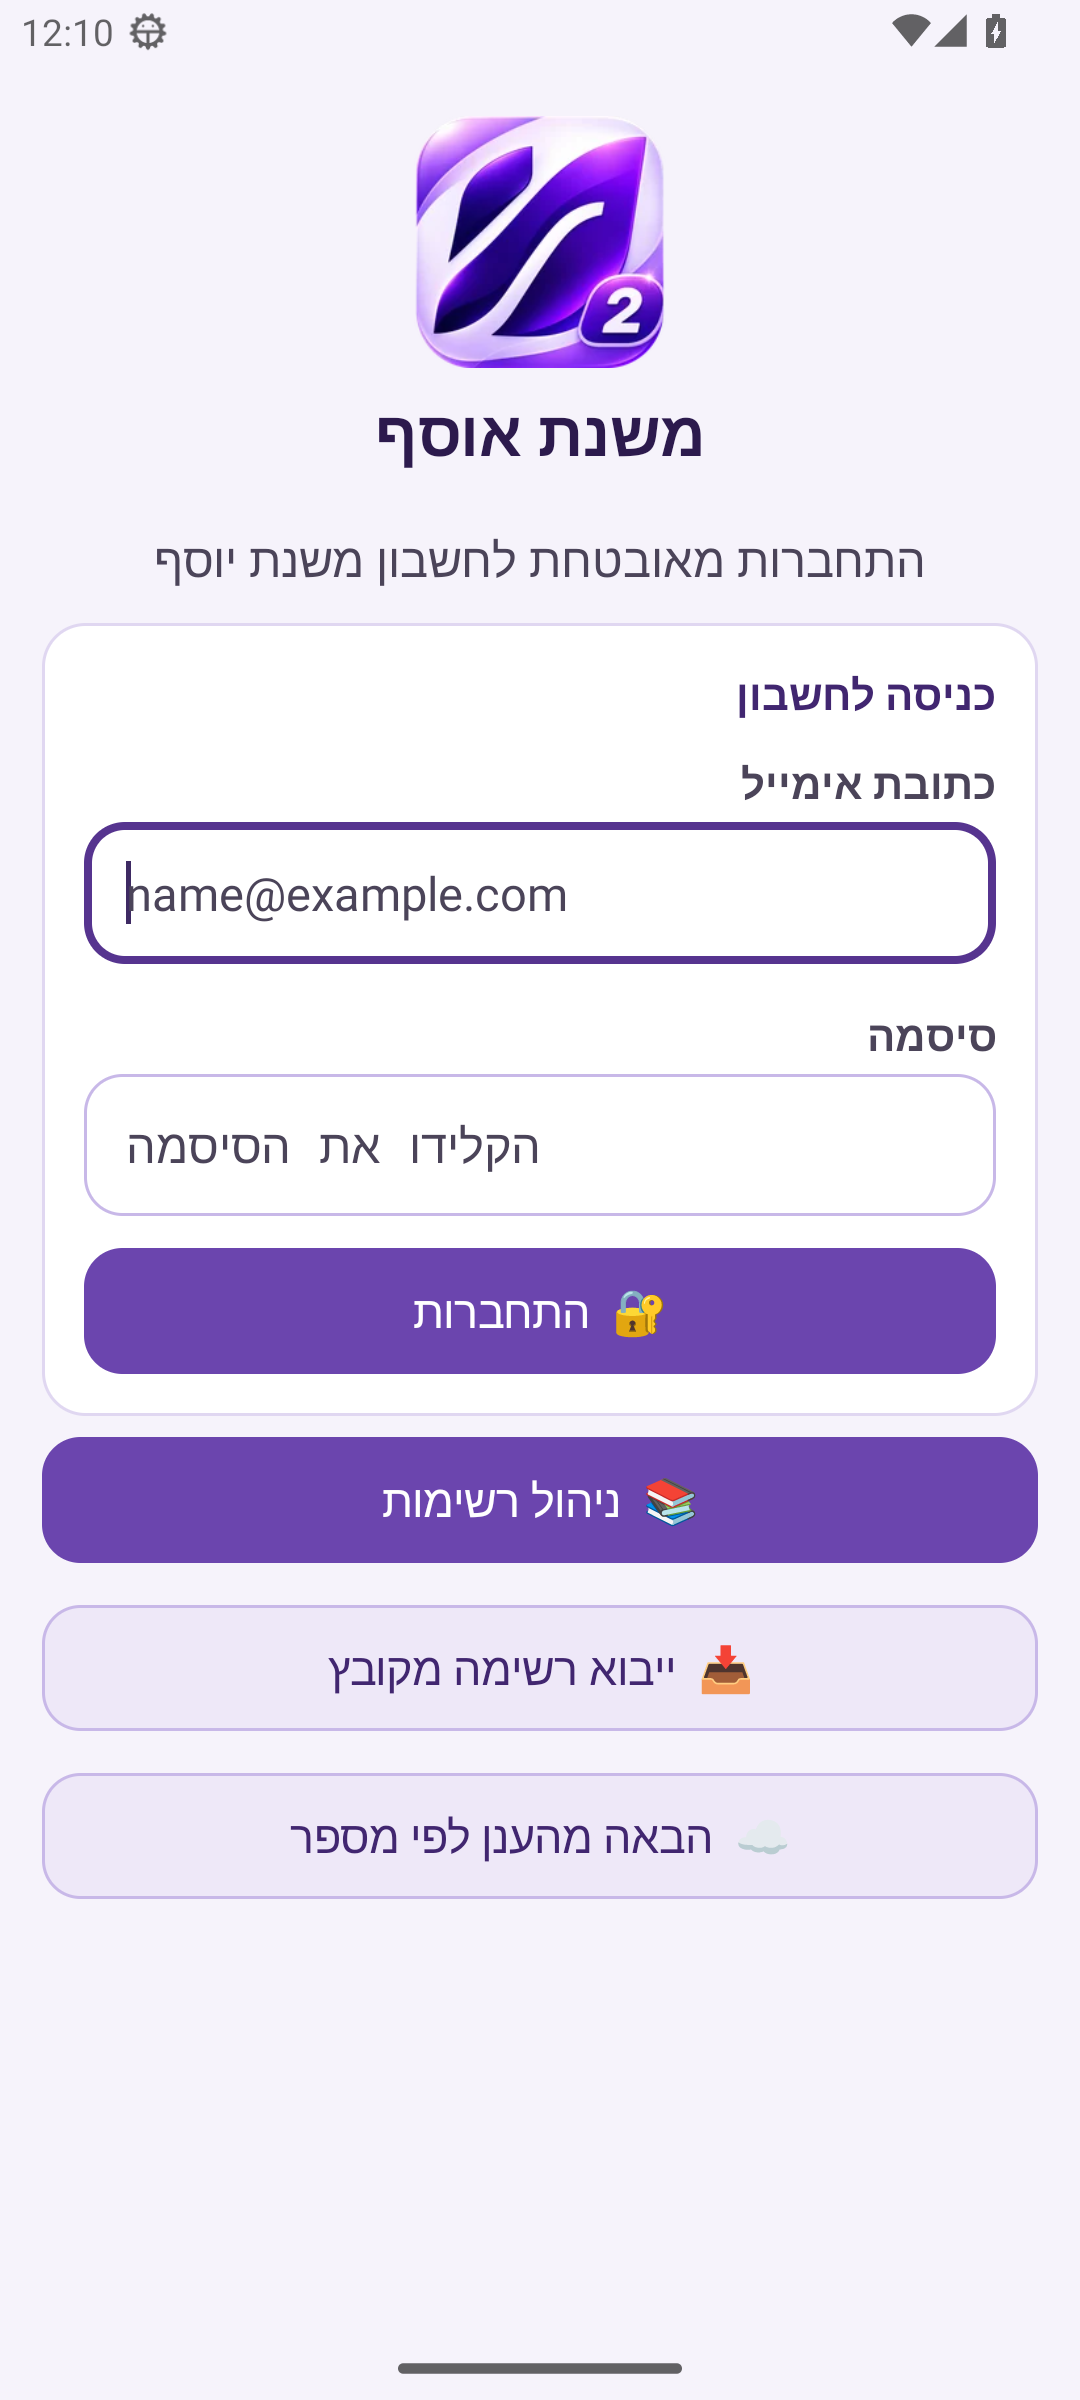 12:10
2
משנת אוסף
התחברות מאובטחת לחשבון משנת יוסף
כניסה לחשבון
כתובת אימייל
name@example.com
סיסמה
הקלידו את הסיסמה
🔐 התחברות
📚 ניהול רשימות
📥 ייבוא רשימה מקובץ
☁️ הבאה מהענן לפי מספר